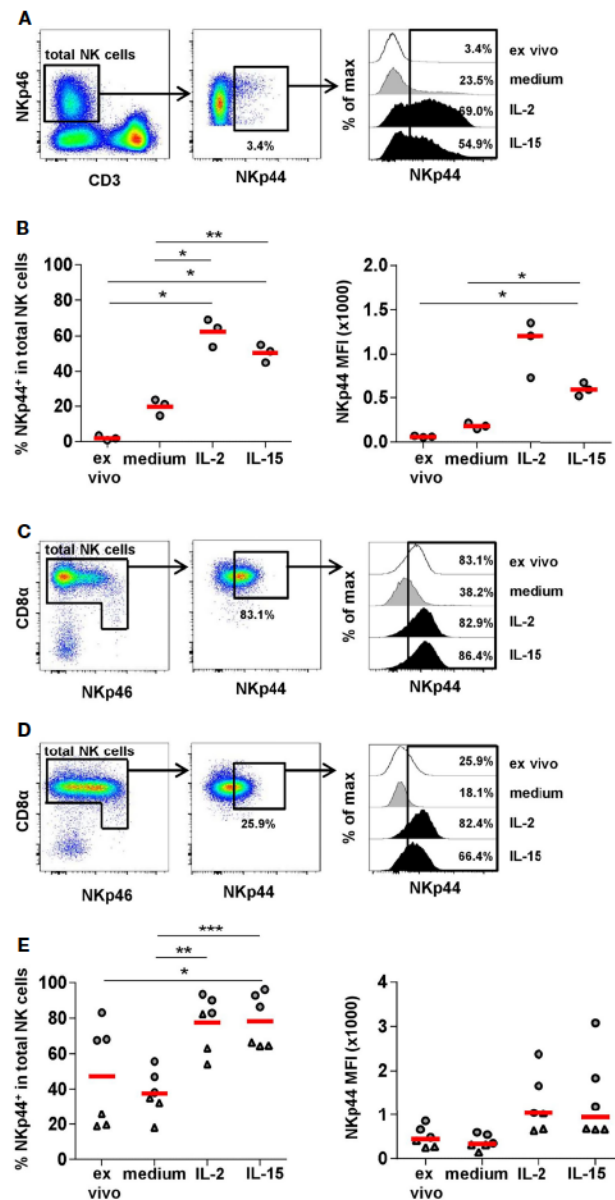 A
total NK cells
NKp46
CD3
3.4%
NKp44
% of max
3.4% ex vivo
23.5% medium
69.0% IL-2
54.9% IL-15
NKp44
B
% NKp44⁺ in total NK cells
100
80
60
40
20
0
**
*
*
*
ex vivo medium IL-2 IL-15
NKp44 MFI (x1000)
2.0
1.5
1.0
0.5
0.0
*
*
ex vivo medium IL-2 IL-15
C
total NK cells
CD8α
NKp46
83.1%
NKp44
% of max
83.1% ex vivo
38.2% medium
82.9% IL-2
86.4% IL-15
NKp44
D
total NK cells
CD8α
NKp46
25.9%
NKp44
% of max
25.9% ex vivo
18.1% medium
82.4% IL-2
66.4% IL-15
NKp44
E
% NKp44⁺ in total NK cells
100
80
60
40
20
0
***
**
*
ex vivo medium IL-2 IL-15
NKp44 MFI (x1000)
4
3
2
1
0
ex vivo medium IL-2 IL-15